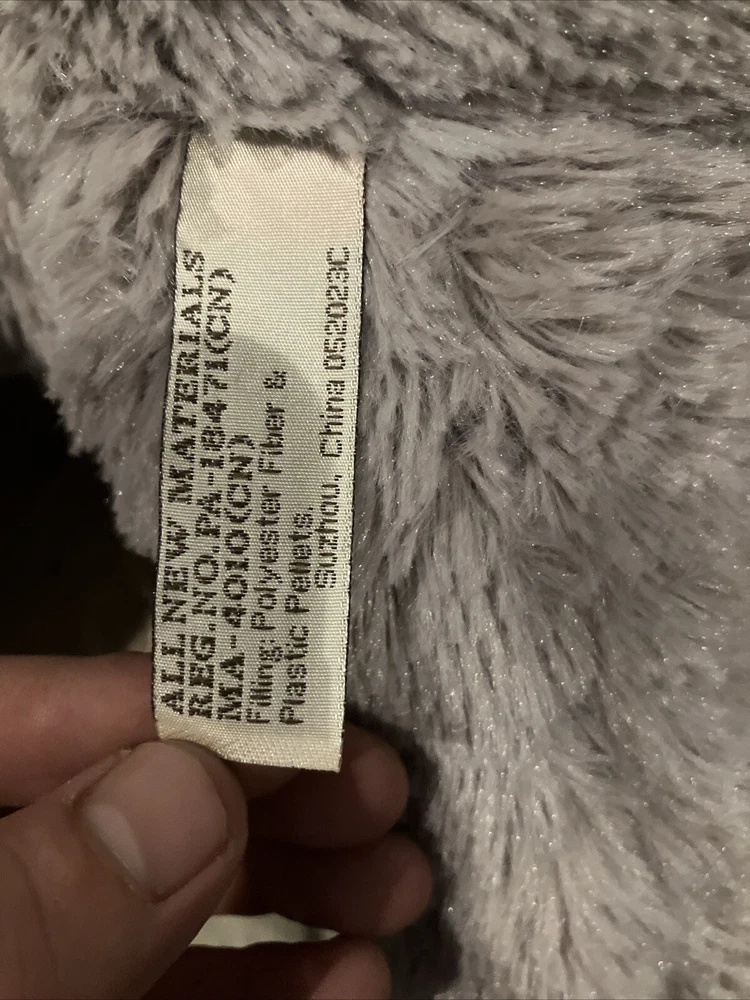 ALL NEW MATERIALS
REG.NO.PA-18471(CN)
MA-4010(CN)
Filling: Polyester Fiber &
Plastic Pellets.
Suzhou, China 052023C